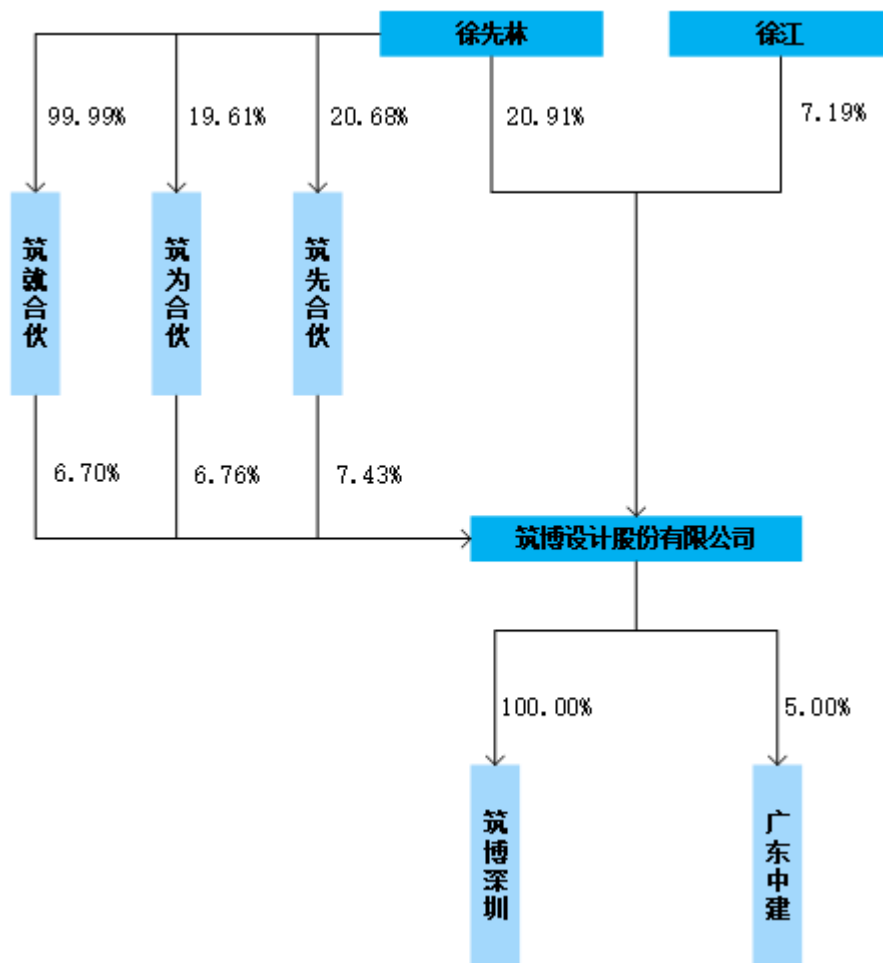 徐先林
徐江
99.99%
19.61%
20.68%
20.91%
7.19%
筑就合伙
筑为合伙
筑先合伙
6.70%
6.76%
7.43%
筑博设计股份有限公司
100.00%
5.00%
筑博深圳
广东中建